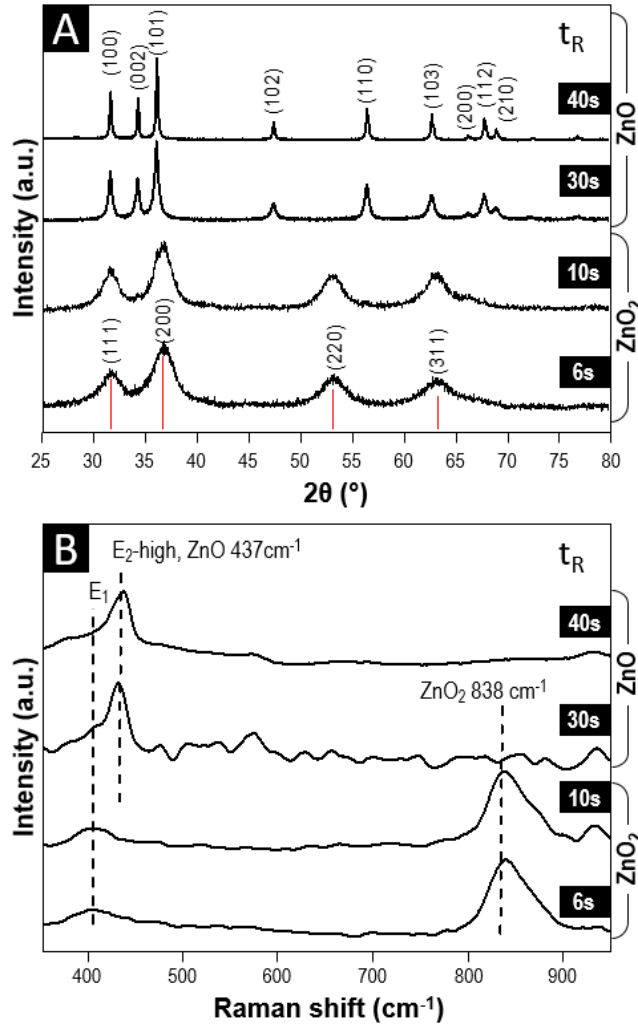 A
t_R
(100)
(002)
(101)
(102)
(110)
(103)
(200)
(112)
(210)
40s
30s
ZnO
10s
6s
ZnO₂
(111)
(200)
(220)
(311)
Intensity (a.u.)
25 30 35 40 45 50 55 60 65 70 75 80
2θ (°)
B
E₂-high, ZnO 437cm⁻¹
t_R
E₁
40s
30s
ZnO
ZnO₂ 838 cm⁻¹
10s
6s
ZnO₂
Intensity (a.u.)
400 500 600 700 800 900
Raman shift (cm⁻¹)